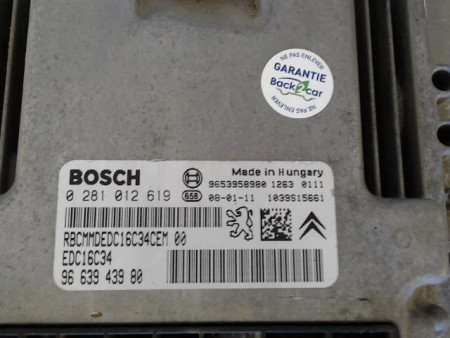 NE PAS ENLEVER
GARANTIE
Back2car
NE PAS ENLEVER
BOSCH
Made in Hungary
9653958980 1263 0111
0 281 012 619
658
08-01-11
1039S15661
RBCMMDEDC16C34CEM 00
EDC16C34
96 639 439 80